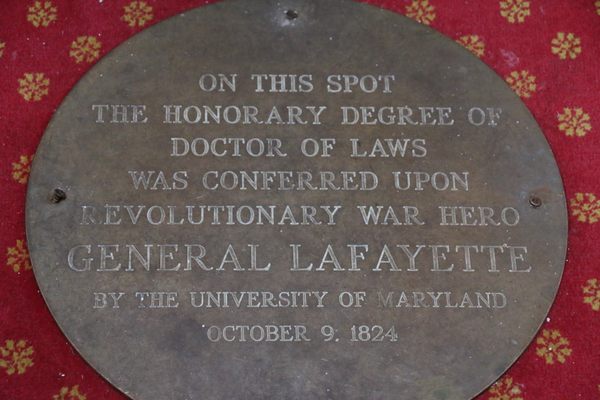 ON THIS SPOT
THE HONORARY DEGREE OF
DOCTOR OF LAWS
WAS CONFERRED UPON
REVOLUTIONARY WAR HERO
GENERAL LAFAYETTE
BY THE UNIVERSITY OF MARYLAND
OCTOBER 9, 1824